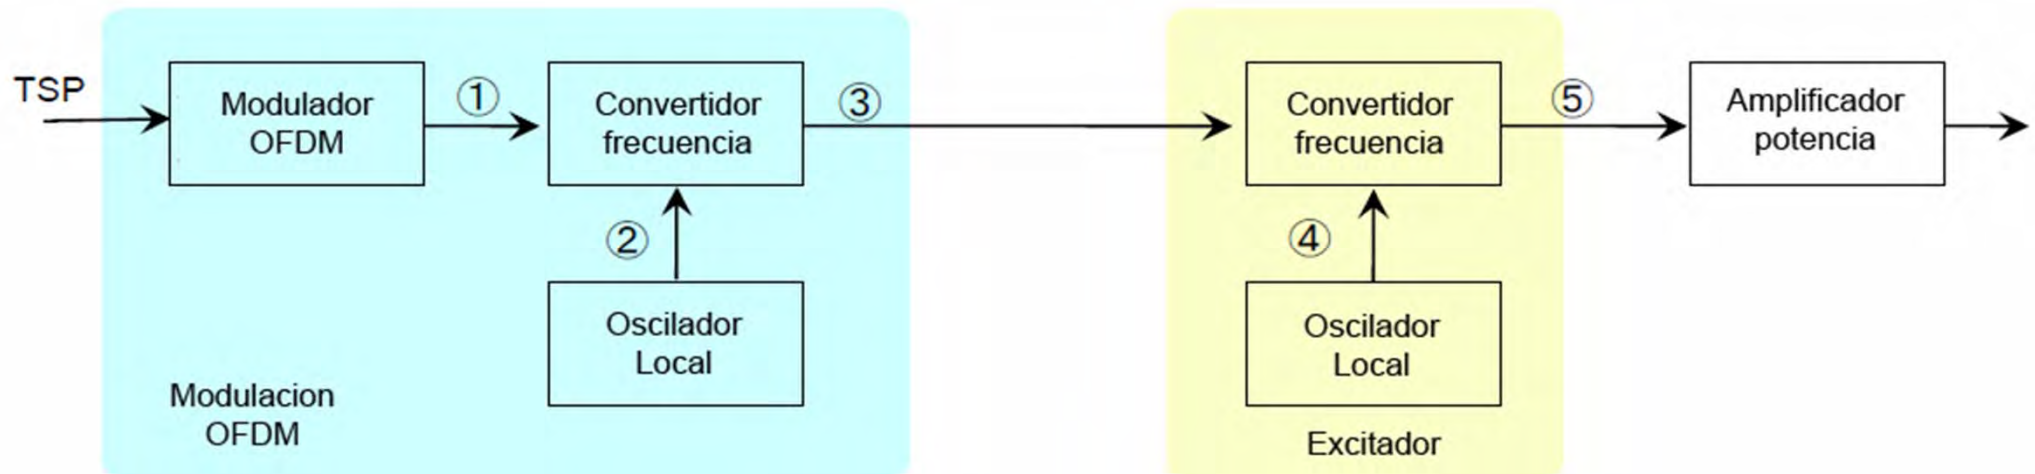 TSP
Modulador
OFDM
①
Convertidor
frecuencia
③
Convertidor
frecuencia
⑤
Amplificador
potencia
②
④
Oscilador
Local
Oscilador
Local
Modulacion
OFDM
Excitador